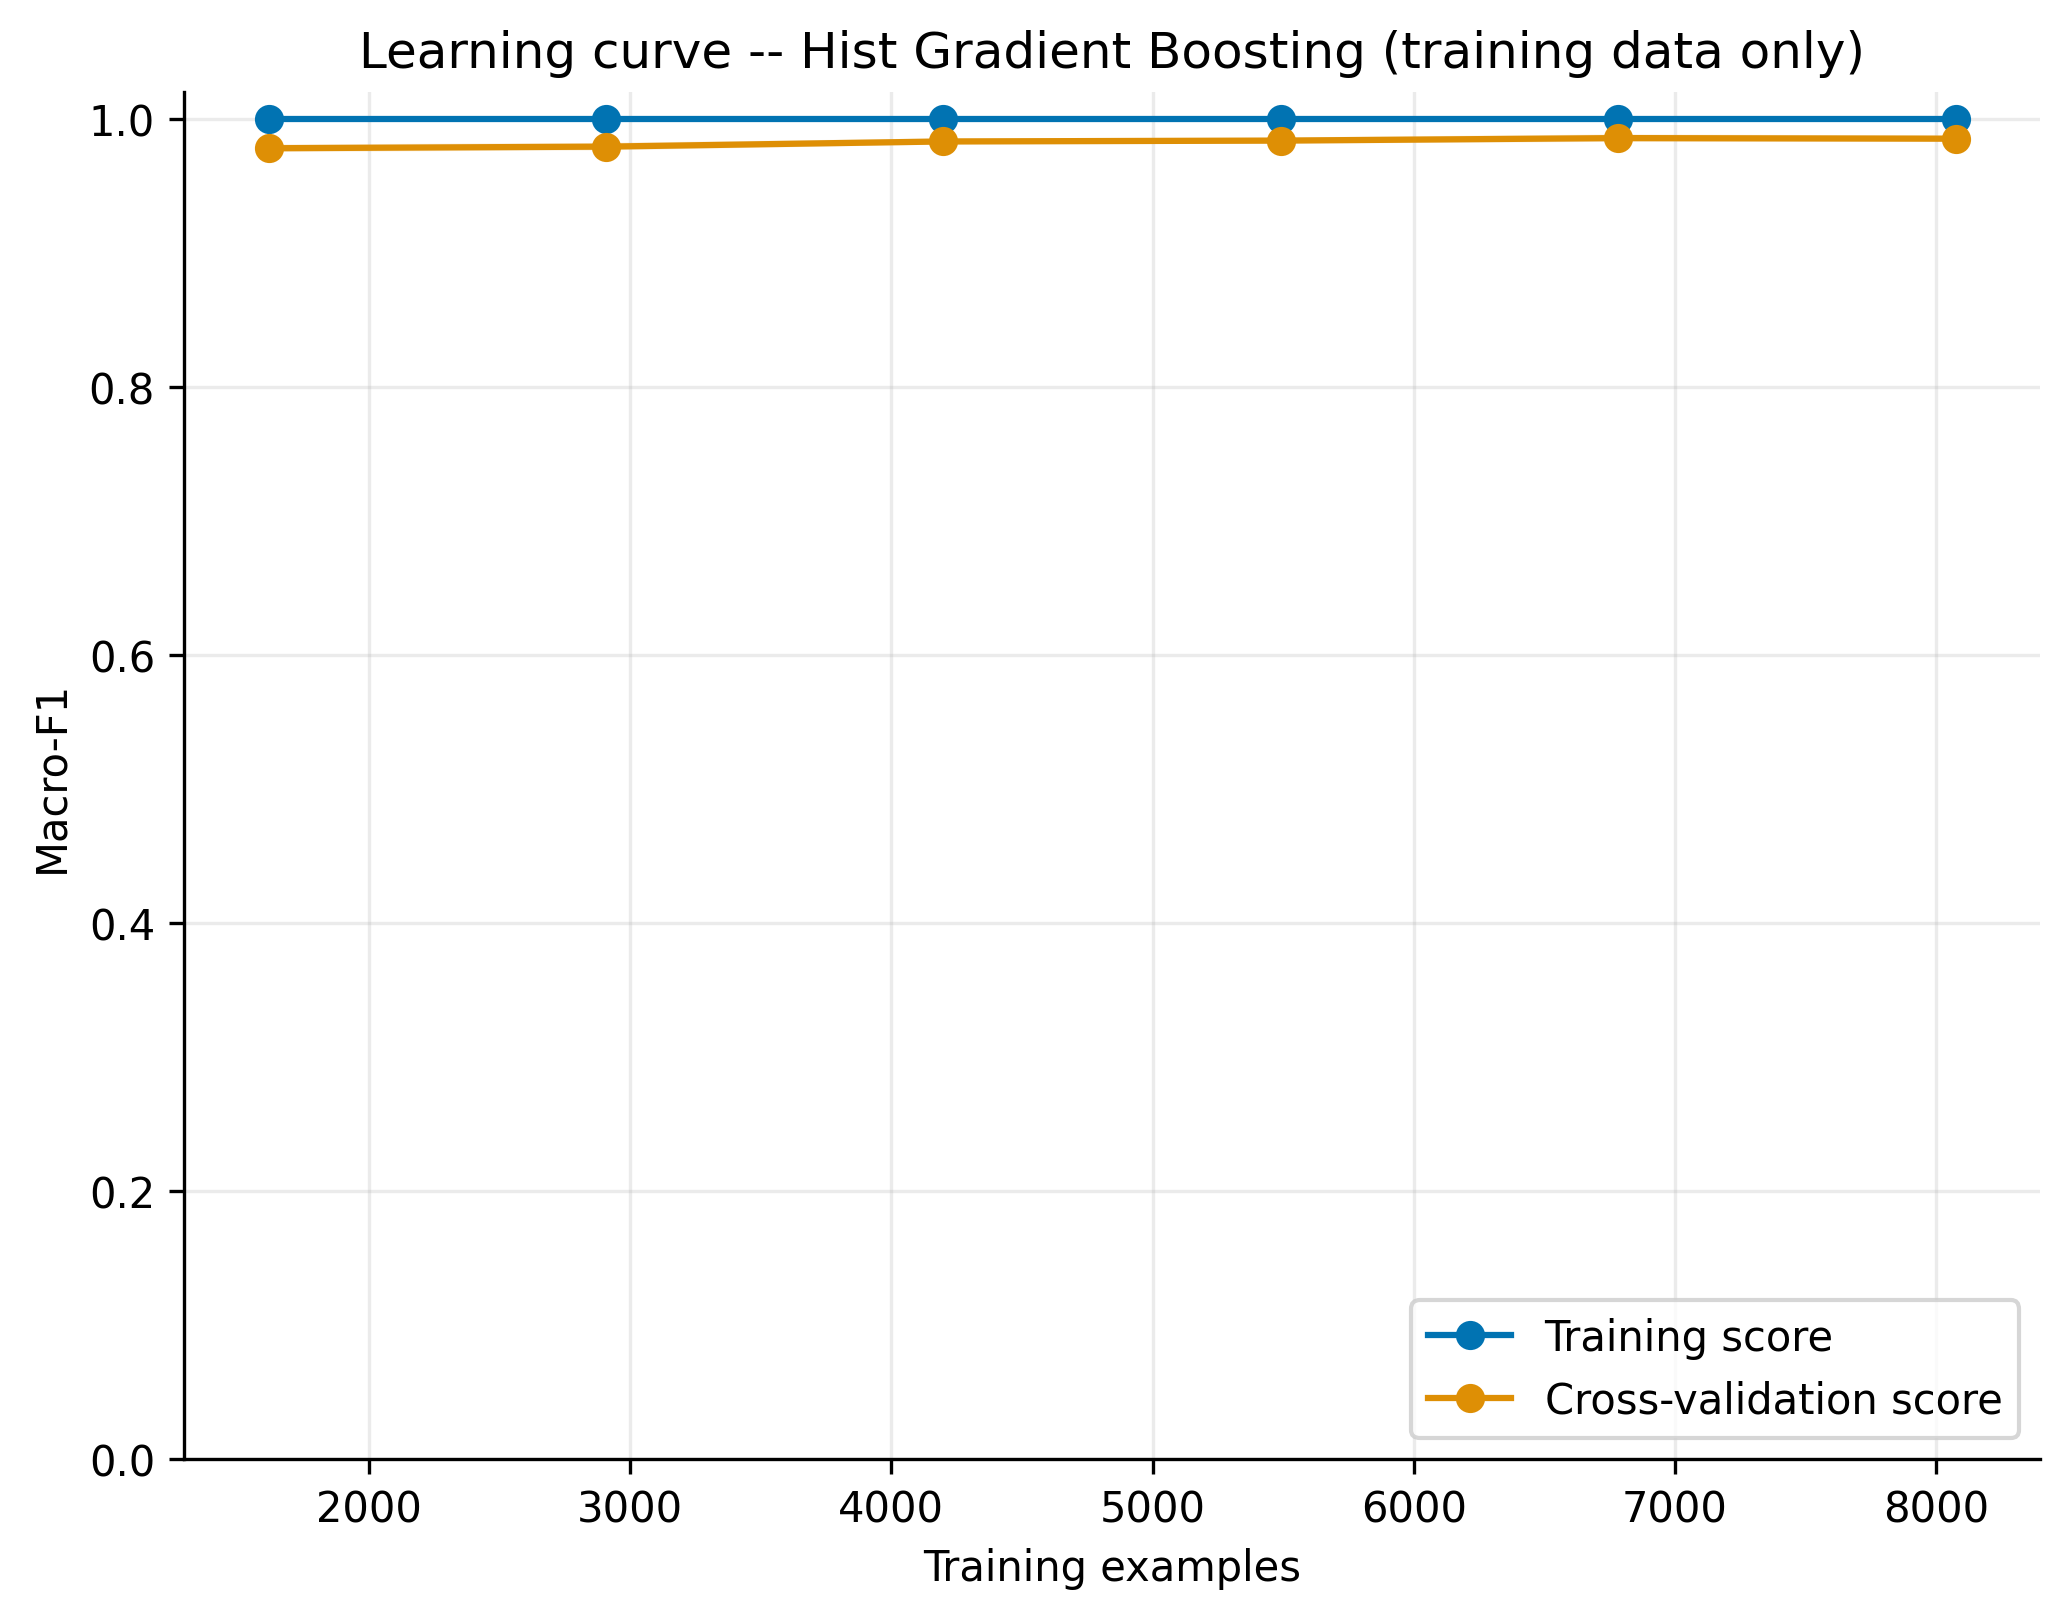 Learning curve -- Hist Gradient Boosting (training data only)
1.0
0.8
0.6
0.4
0.2
0.0
Macro-F1
2000 3000 4000 5000 6000 7000 8000
Training examples
Training score
Cross-validation score